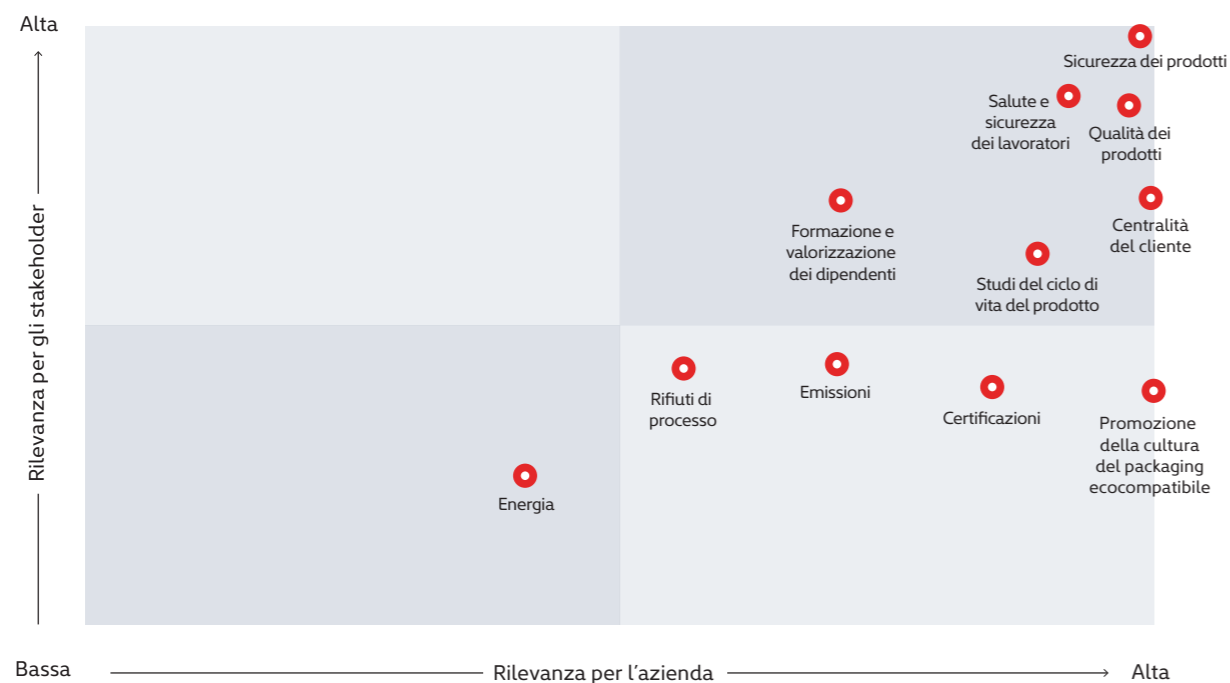 Alta
Rilevanza per gli stakeholder
Sicurezza dei prodotti
Salute e
sicurezza
dei lavoratori
Qualità dei
prodotti
Formazione e
valorizzazione
dei dipendenti
Centralità
del cliente
Studi del ciclo di
vita del prodotto
Rifiuti di
processo
Emissioni
Certificazioni
Promozione
della cultura
del packaging
ecocompatibile
Energia
Bassa
Rilevanza per l’azienda
Alta